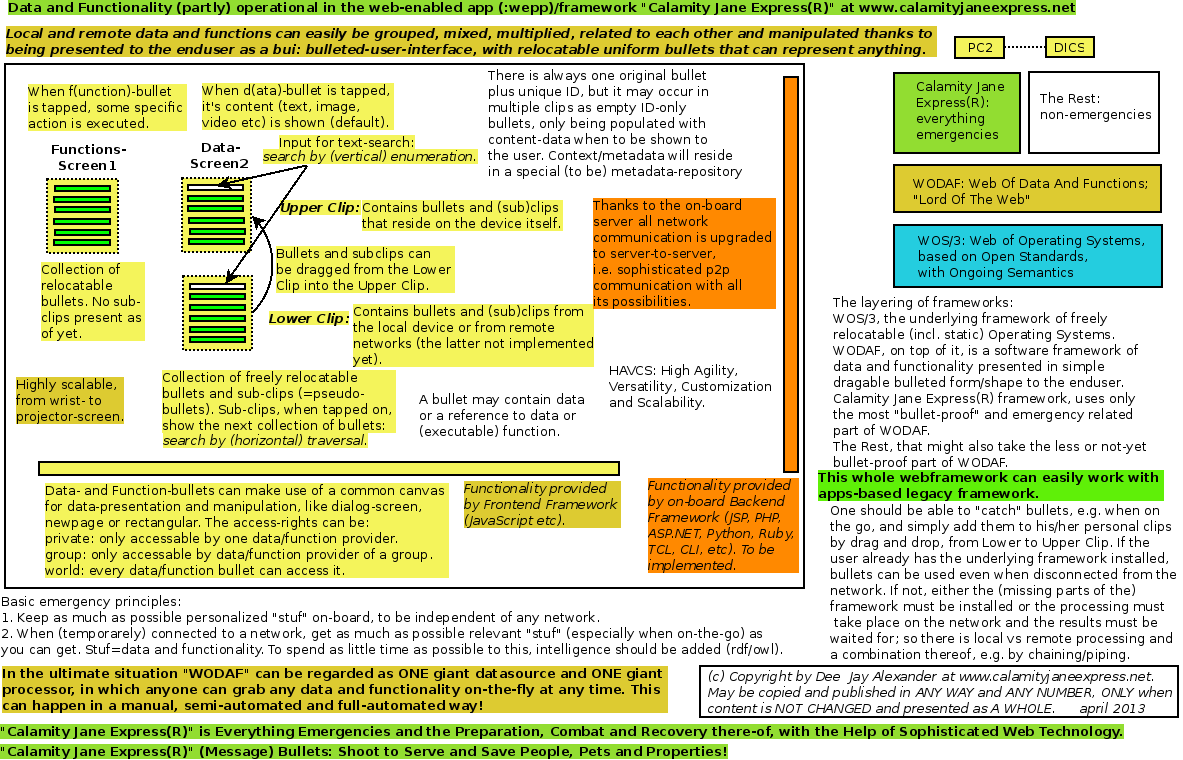 Data and Functionality (partly) operational in the web-enabled app (:wepp)/framework "Calamity Jane Express(R)" at www.calamityjaneexpress.net
Local and remote data and functions can easily be grouped, mixed, multiplied, related to each other and manipulated thanks to
being presented to the enduser as a bui: bulleted-user-interface, with relocatable uniform bullets that can represent anything.
PC2
DICS
When f(unction)-bullet
is tapped, some specific
action is executed.
When d(ata)-bullet is tapped,
it's content (text, image,
video etc) is shown (default).
There is always one original bullet
plus unique ID, but it may occur in
multiple clips as empty ID-only
bullets, only being populated with
content-data when to be shown to
the user. Context/metadata will reside
in a special (to be) metadata-repository
Functions-
Screen1
Data-
Screen2
Input for text-search:
search by (vertical) enumeration.
Upper Clip: Contains bullets and (sub)clips
that reside on the device itself.
Bullets and subclips can
be dragged from the Lower
Clip into the Upper Clip.
Lower Clip: Contains bullets and (sub)clips from
the local device or from remote
networks (the latter not implemented
yet).
Thanks to the on-board
server all network
communication is upgraded
to server-to-server,
i.e. sophisticated p2p
communication with all
its possibilities.
Collection of
relocatable
bullets. No sub-
clips present as
of yet.
Highly scalable,
from wrist- to
projector-screen.
Collection of freely relocatable
bullets and sub-clips (=pseudo-
bullets). Sub-clips, when tapped on,
show the next collection of bullets:
search by (horizontal) traversal.
A bullet may contain data
or a reference to data or
(executable) function.
HAVCS: High Agility,
Versatility, Customization
and Scalability.
Data- and Function-bullets can make use of a common canvas
for data-presentation and manipulation, like dialog-screen,
newpage or rectangular. The access-rights can be:
private: only accessable by one data/function provider.
group: only accessable by data/function provider of a group.
world: every data/function bullet can access it.
Functionality provided
by Frontend Framework
(JavaScript etc).
Functionality provided
by on-board Backend
Framework (JSP, PHP,
ASP.NET, Python, Ruby,
TCL, CLI, etc). To be
implemented.
Calamity Jane
Express(R):
everything
emergencies
The Rest:
non-emergencies
WODAF: Web Of Data And Functions;
"Lord Of The Web"
WOS/3: Web of Operating Systems,
based on Open Standards,
with Ongoing Semantics
The layering of frameworks:
WOS/3, the underlying framework of freely
relocatable (incl. static) Operating Systems.
WODAF, on top of it, is a software framework of
data and functionality presented in simple
dragable bulleted form/shape to the enduser.
Calamity Jane Express(R) framework, uses only
the most "bullet-proof" and emergency related
part of WODAF.
The Rest, that might also take the less or not-yet
bullet-proof part of WODAF.
This whole webframework can easily work with
apps-based legacy framework.
One should be able to "catch" bullets, e.g. when on
the go, and simply add them to his/her personal clips
by drag and drop, from Lower to Upper Clip. If the
user already has the underlying framework installed,
bullets can be used even when disconnected from the
network. If not, either the (missing parts of the)
framework must be installed or the processing must
take place on the network and the results must be
waited for; so there is local vs remote processing and
a combination thereof, e.g. by chaining/piping.
Basic emergency principles:
1. Keep as much as possible personalized "stuf" on-board, to be independent of any network.
2. When (temporarely) connected to a network, get as much as possible relevant "stuf" (especially when on-the-go) as
you can get. Stuf=data and functionality. To spend as little time as possible to this, intelligence should be added (rdf/owl).
In the ultimate situation "WODAF" can be regarded as ONE giant datasource and ONE giant
processor, in which anyone can grab any data and functionality on-the-fly at any time. This
can happen in a manual, semi-automated and full-automated way!
(c) Copyright by Dee Jay Alexander at www.calamityjaneexpress.net.
May be copied and published in ANY WAY and ANY NUMBER, ONLY when
content is NOT CHANGED and presented as A WHOLE. april 2013
"Calamity Jane Express(R)" is Everything Emergencies and the Preparation, Combat and Recovery there-of, with the Help of Sophisticated Web Technology.
"Calamity Jane Express(R)" (Message) Bullets: Shoot to Serve and Save People, Pets and Properties!